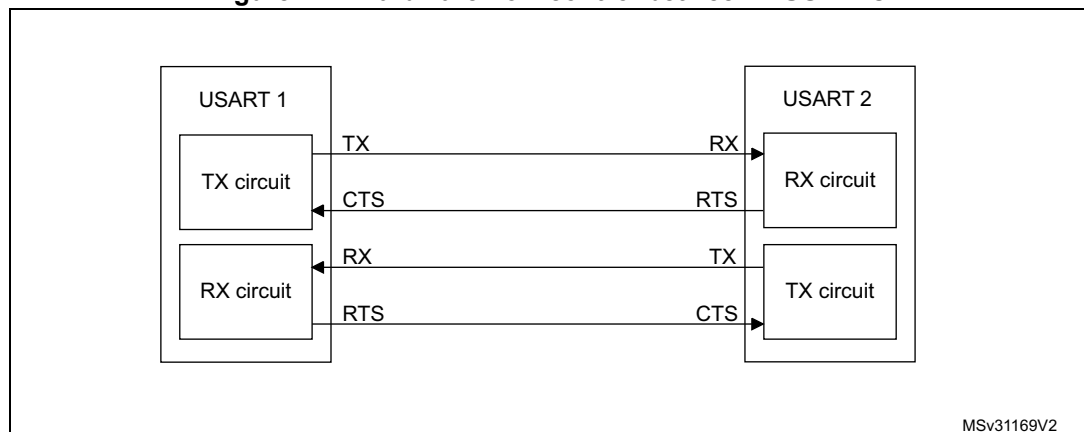 USART 1
USART 2
TX circuit
TX
RX
RX circuit
CTS
RTS
RX circuit
RX
TX
TX circuit
RTS
CTS
MSv31169V2